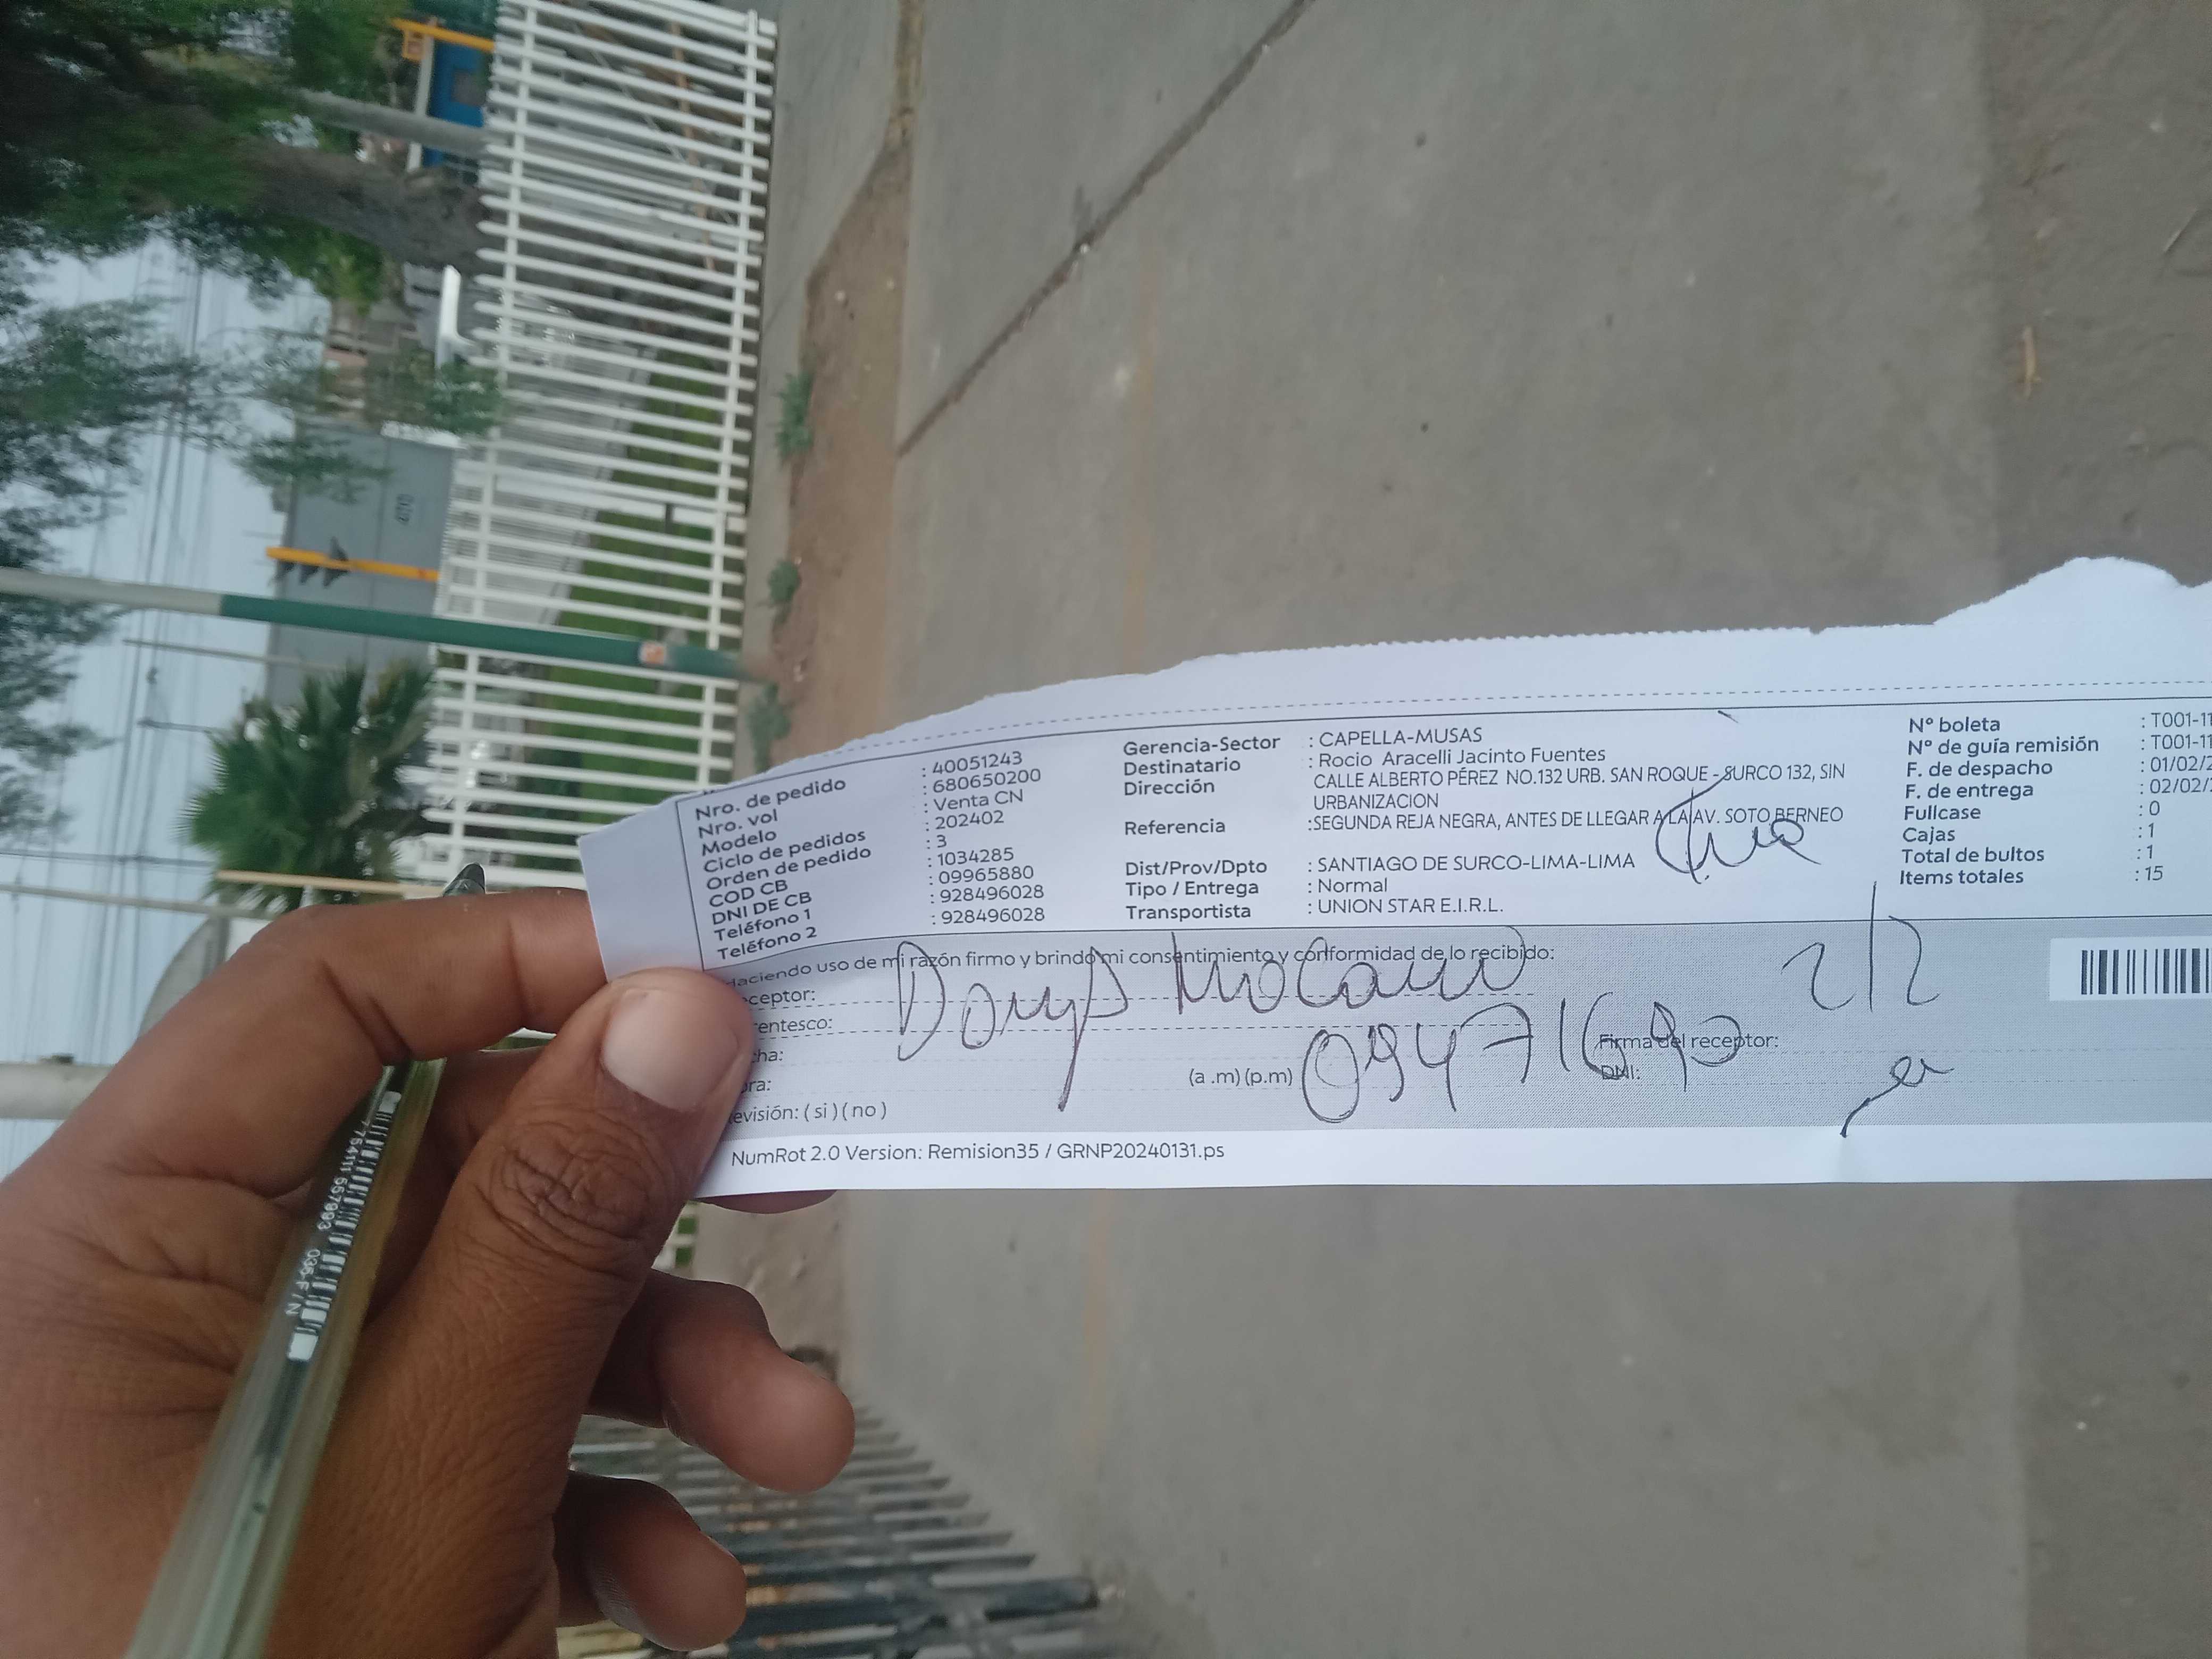 Nro. de pedido : 40051243
Nro. vol : 680650200
Modelo : Venta CN
Ciclo de pedidos : 202402
Orden de pedido : 3
COD CB : 1034285
DNI DE CB : 09965880
Teléfono 1 : 928496028
Teléfono 2 : 928496028
Gerencia-Sector : CAPELLA-MUSAS
Destinatario : Rocio Aracelli Jacinto Fuentes
Dirección CALLE ALBERTO PÉREZ NO.132 URB. SAN ROQUE - SURCO 132, SIN
URBANIZACION
Referencia :SEGUNDA REJA NEGRA, ANTES DE LLEGAR A LA AV. SOTO BERNEO
Dist/Prov/Dpto : SANTIAGO DE SURCO-LIMA-LIMA
Tipo / Entrega : Normal
Transportista : UNION STAR E.I.R.L.
N° boleta : T001-11
N° de guía remisión : T001-11
F. de despacho : 01/02/2
F. de entrega : 02/02/
Fullcase : 0
Cajas : 1
Total de bultos : 1
Items totales : 15
Haciendo uso de mi razón firmo y brindo mi consentimiento y conformidad de lo recibido:
ceptor:
2/2
entesco:
cha:
Firma del receptor:
ora: (a .m) (p.m)
DNI:
evisión: ( si ) ( no )
NumRot 2.0 Version: Remision35 / GRNP20240131.ps
036-F/N